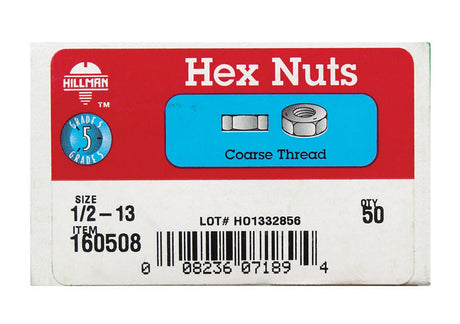 HILLMAN
TM
Hex Nuts
GRADE 5
5
GRADE 5
Coarse Thread
SIZE
1/2-13
ITEM
160508
LOT# HO1332856
QTY
50
0 08236 07189 4